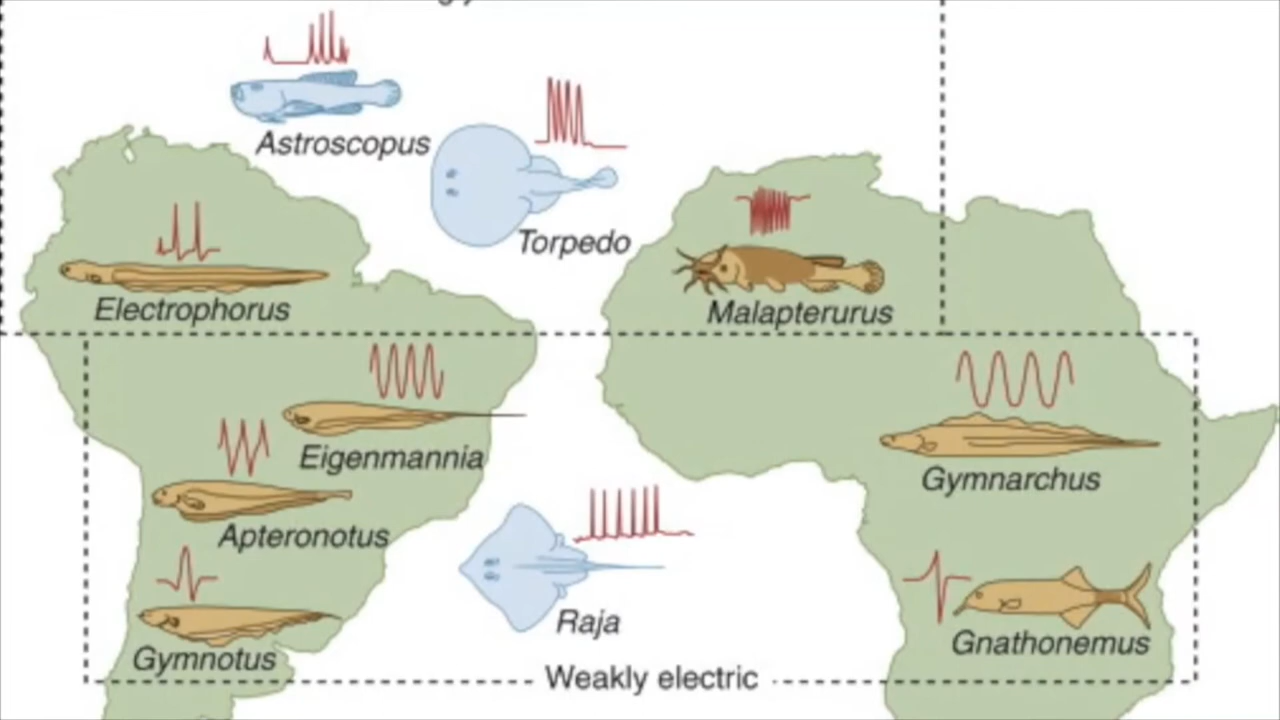 Astroscopus
Torpedo
Electrophorus
Malapterurus
Eigenmannia
Gymnarchus
Apteronotus
Raja
Gnathonemus
Gymnotus
Weakly electric